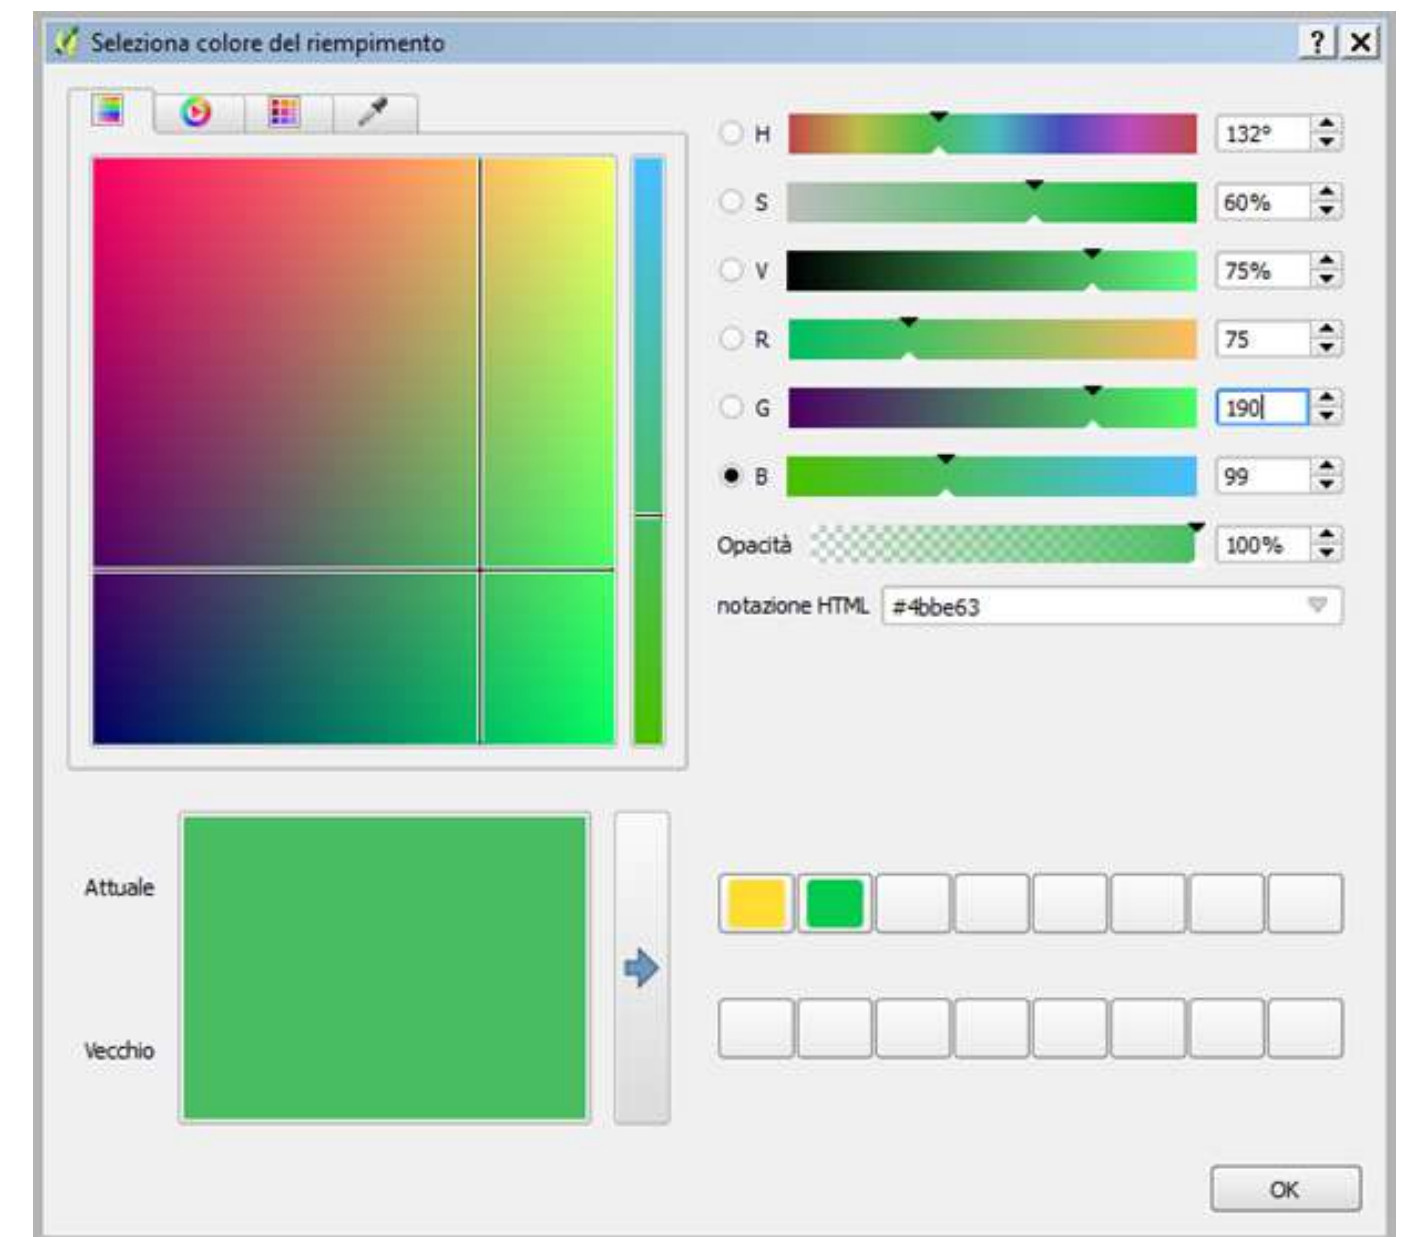 Seleziona colore del riempimento
H 132°
S 60%
V 75%
R 75
G 190
B 99
Opacità 100%
notazione HTML #4bbe63
Attuale
Vecchio
OK